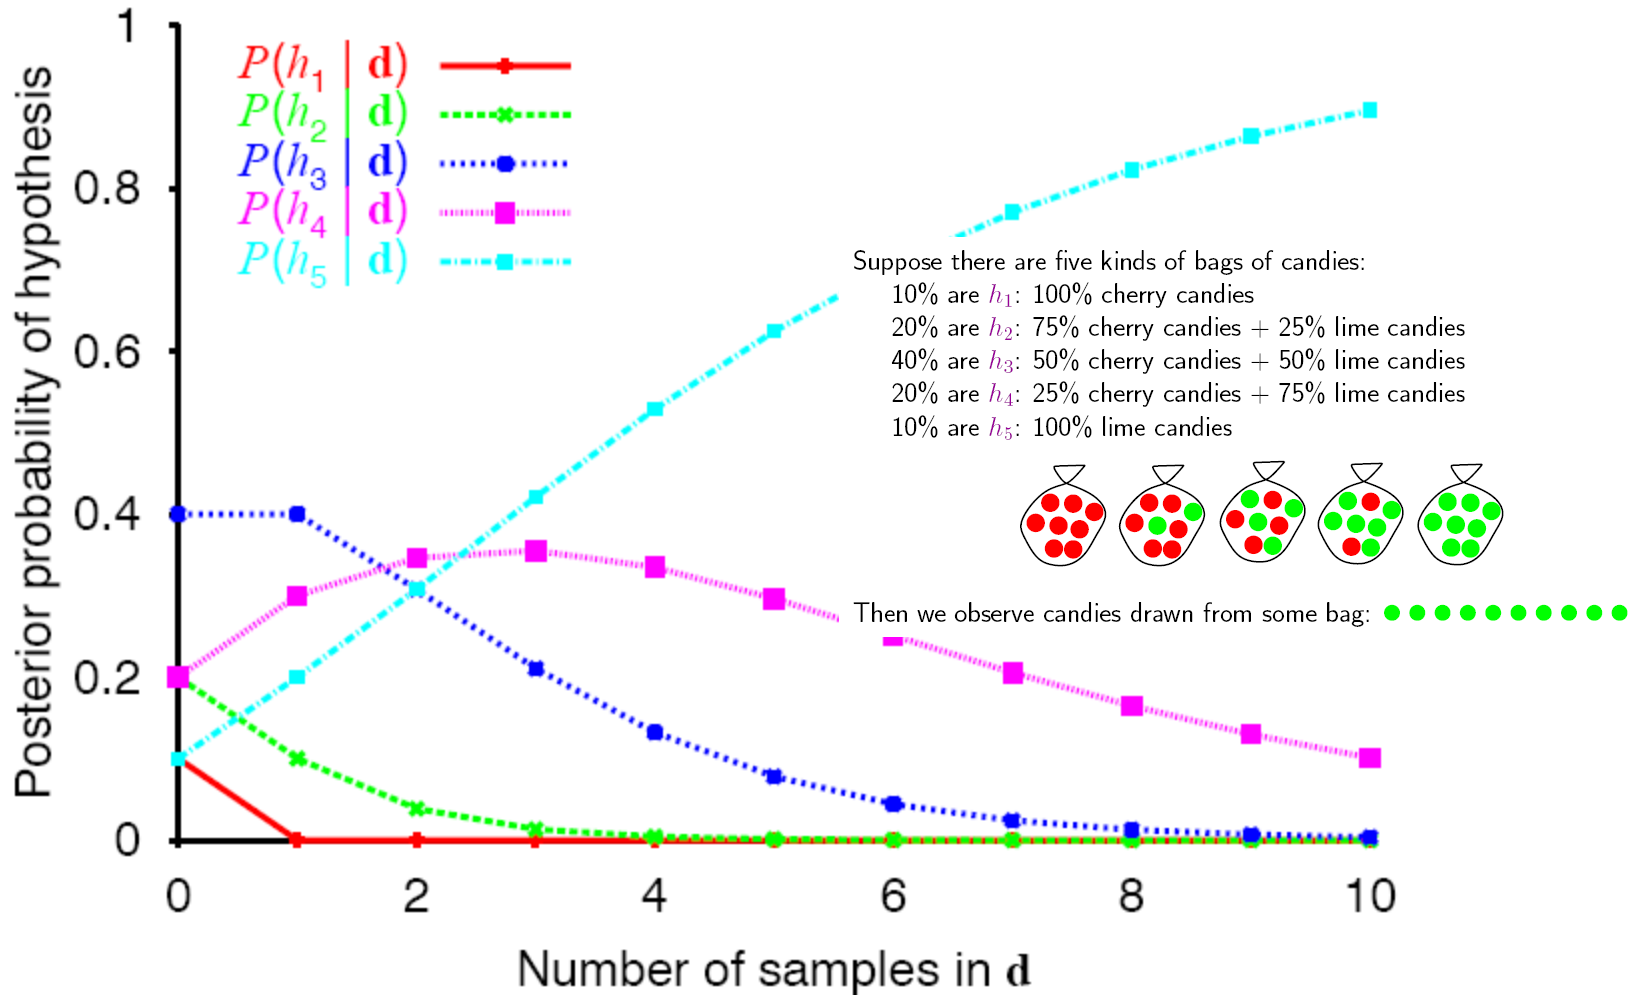 1
0.8
0.6
0.4
0.2
0
Posterior probability of hypothesis
P(h₁ | d)
P(h₂ | d)
P(h₃ | d)
P(h₄ | d)
P(h₅ | d)
Suppose there are five kinds of bags of candies:
10% are h₁: 100% cherry candies
20% are h₂: 75% cherry candies + 25% lime candies
40% are h₃: 50% cherry candies + 50% lime candies
20% are h₄: 25% cherry candies + 75% lime candies
10% are h₅: 100% lime candies
Then we observe candies drawn from some bag:
0 2 4 6 8 10
Number of samples in d